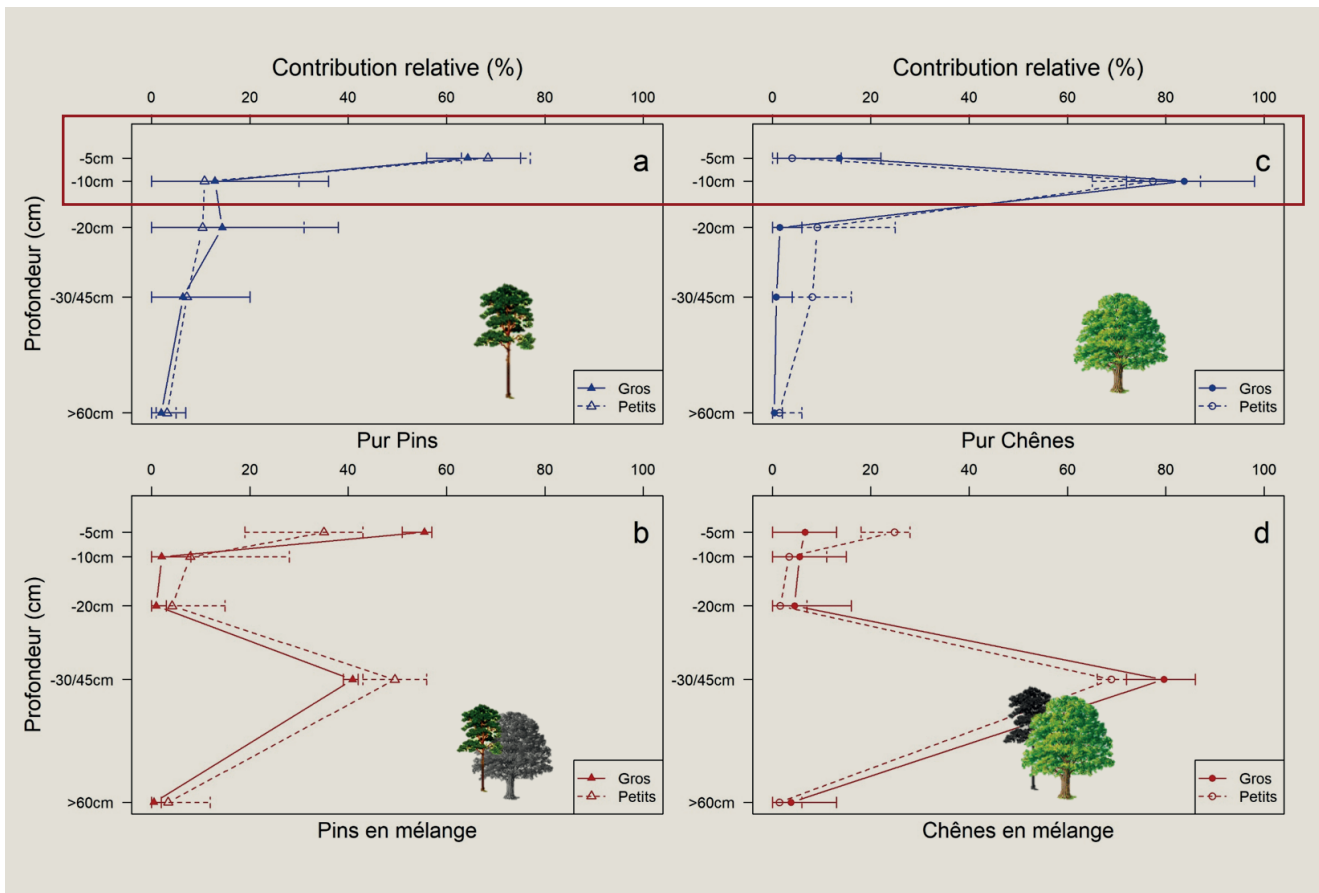 Contribution relative (%)
0 20 40 60 80 100
Profondeur (cm)
-5cm
-10cm
-20cm
-30/45cm
>60cm
a
Gros
Petits
Pur Pins
Contribution relative (%)
0 20 40 60 80 100
-5cm
-10cm
-20cm
-30/45cm
>60cm
c
Gros
Petits
Pur Chênes
0 20 40 60 80 100
Profondeur (cm)
-5cm
-10cm
-20cm
-30/45cm
>60cm
b
Gros
Petits
Pins en mélange
0 20 40 60 80 100
-5cm
-10cm
-20cm
-30/45cm
>60cm
d
Gros
Petits
Chênes en mélange